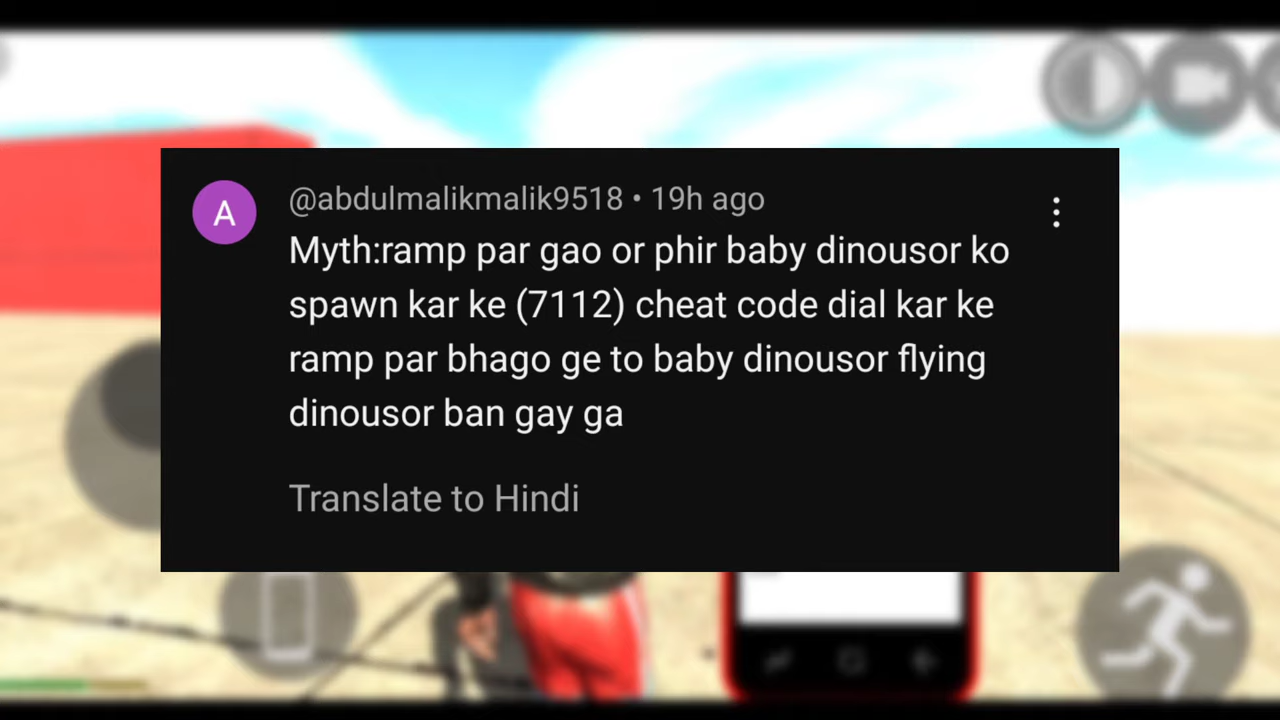 A
@abdulmalikmalik9518 • 19h ago
Myth:ramp par gao or phir baby dinousor ko
spawn kar ke (7112) cheat code dial kar ke
ramp par bhago ge to baby dinousor flying
dinousor ban gay ga
Translate to Hindi